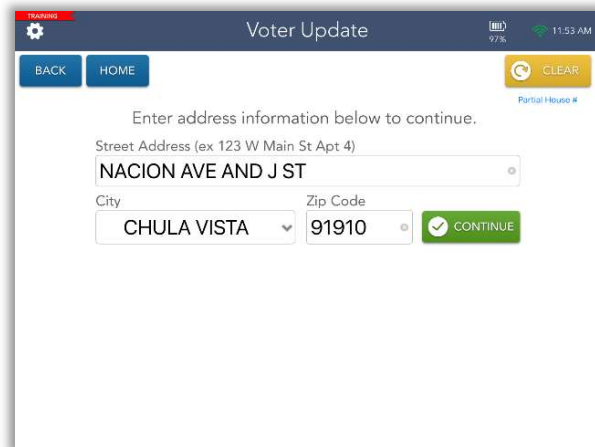 TRAINING
Voter Update
97%
11:53 AM
BACK
HOME
CLEAR
Partial House #
Enter address information below to continue.
Street Address (ex 123 W Main St Apt 4)
NACION AVE AND J ST
City
Zip Code
CHULA VISTA
91910
CONTINUE